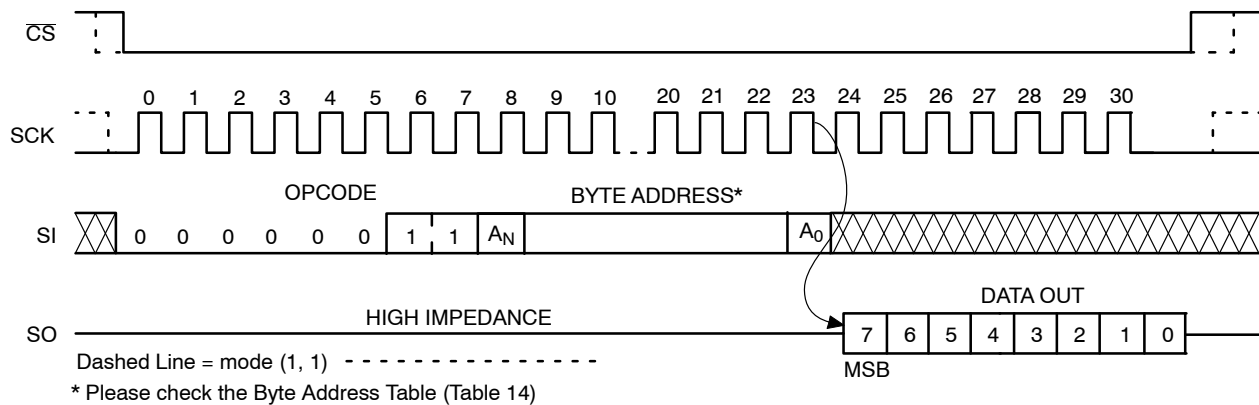 CS
0 1 2 3 4 5 6 7 8 9 10 20 21 22 23 24 25 26 27 28 29 30
SCK
OPCODE BYTE ADDRESS*
SI 0 0 0 0 0 0 1 1 AN A0
DATA OUT
HIGH IMPEDANCE
SO 7 6 5 4 3 2 1 0
Dashed Line = mode (1, 1)
MSB
* Please check the Byte Address Table (Table 14)